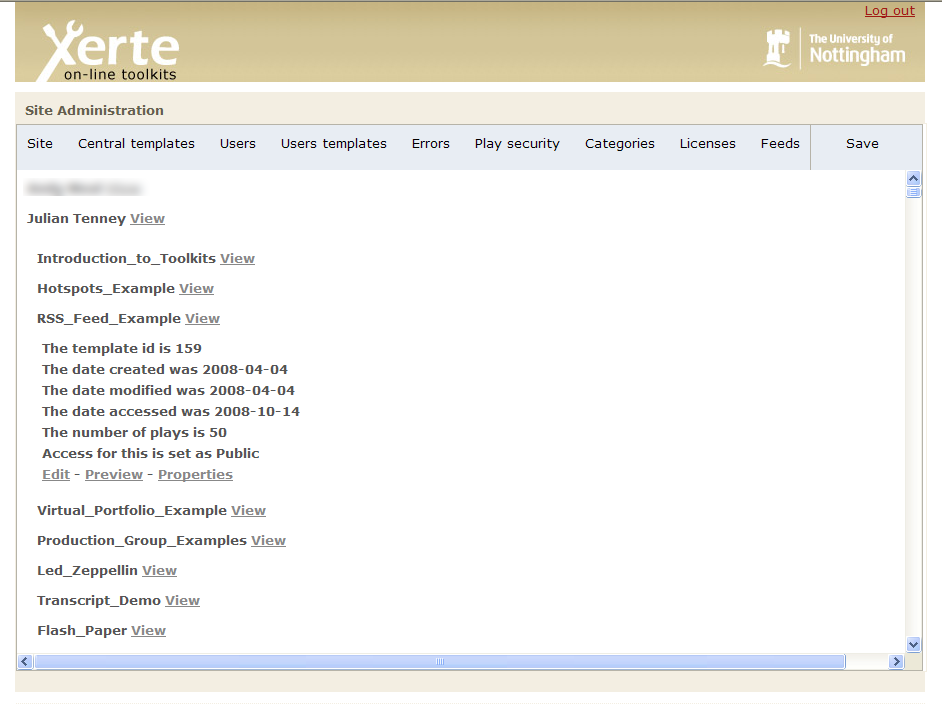 Log out
Xerte
on-line toolkits
The University of
Nottingham
Site Administration
Site Central templates Users Users templates Errors Play security Categories Licenses Feeds Save
Julian Tenney View
Introduction_to_Toolkits View
Hotspots_Example View
RSS_Feed_Example View
The template id is 159
The date created was 2008-04-04
The date modified was 2008-04-04
The date accessed was 2008-10-14
The number of plays is 50
Access for this is set as Public
Edit - Preview - Properties
Virtual_Portfolio_Example View
Production_Group_Examples View
Led_Zeppellin View
Transcript_Demo View
Flash_Paper View